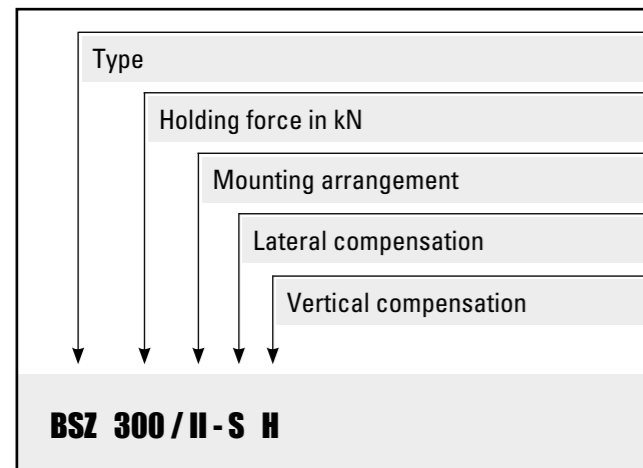 Type
Holding force in kN
Mounting arrangement
Lateral compensation
Vertical compensation
BSZ 300 / II - S H